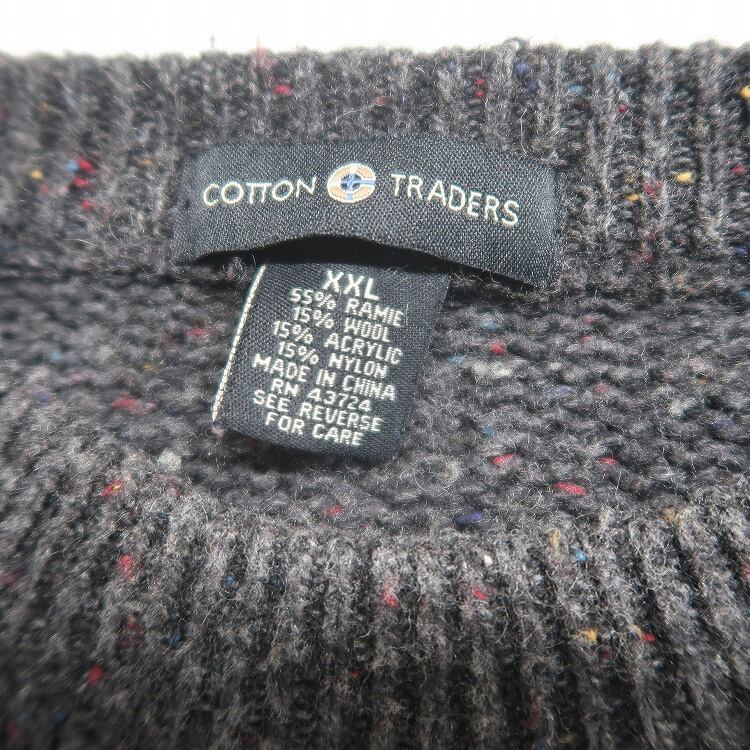 COTTON TRADERS
XXL
55% RAMIE
15% WOOL
15% ACRYLIC
15% NYLON
MADE IN CHINA
RN 43724
SEE REVERSE
FOR CARE